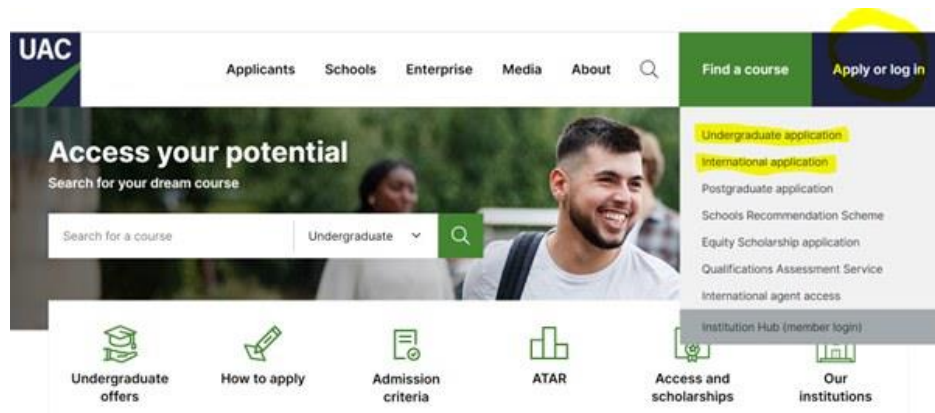 UAC
Applicants
Schools
Enterprise
Media
About
Find a course
Apply or log in
Access your potential
Search for your dream course
Search for a course
Undergraduate
Undergraduate application
International application
Postgraduate application
Schools Recommendation Scheme
Equity Scholarship application
Qualifications Assessment Service
International agent access
Institution Hub (member login)
Undergraduate
offers
How to apply
Admission
criteria
ATAR
Access and
scholarships
Our
institutions